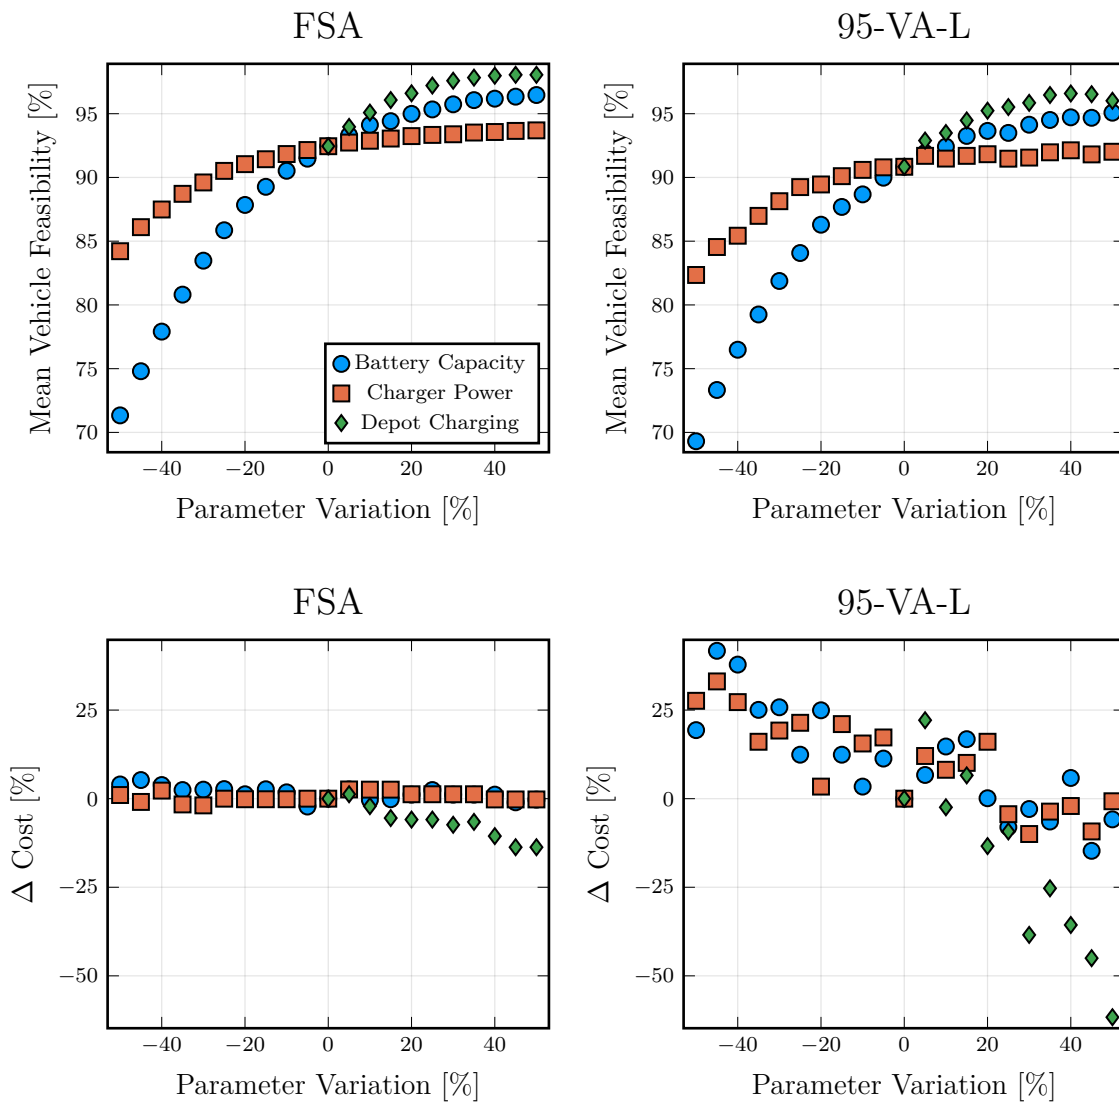 FSA
Mean Vehicle Feasibility [%]
95
90
85
80
75
70
−40
−20
0
20
40
Parameter Variation [%]
Battery Capacity
Charger Power
Depot Charging
95-VA-L
Mean Vehicle Feasibility [%]
95
90
85
80
75
70
−40
−20
0
20
40
Parameter Variation [%]
FSA
Δ Cost [%]
25
0
−25
−50
−40
−20
0
20
40
Parameter Variation [%]
95-VA-L
Δ Cost [%]
25
0
−25
−50
−40
−20
0
20
40
Parameter Variation [%]